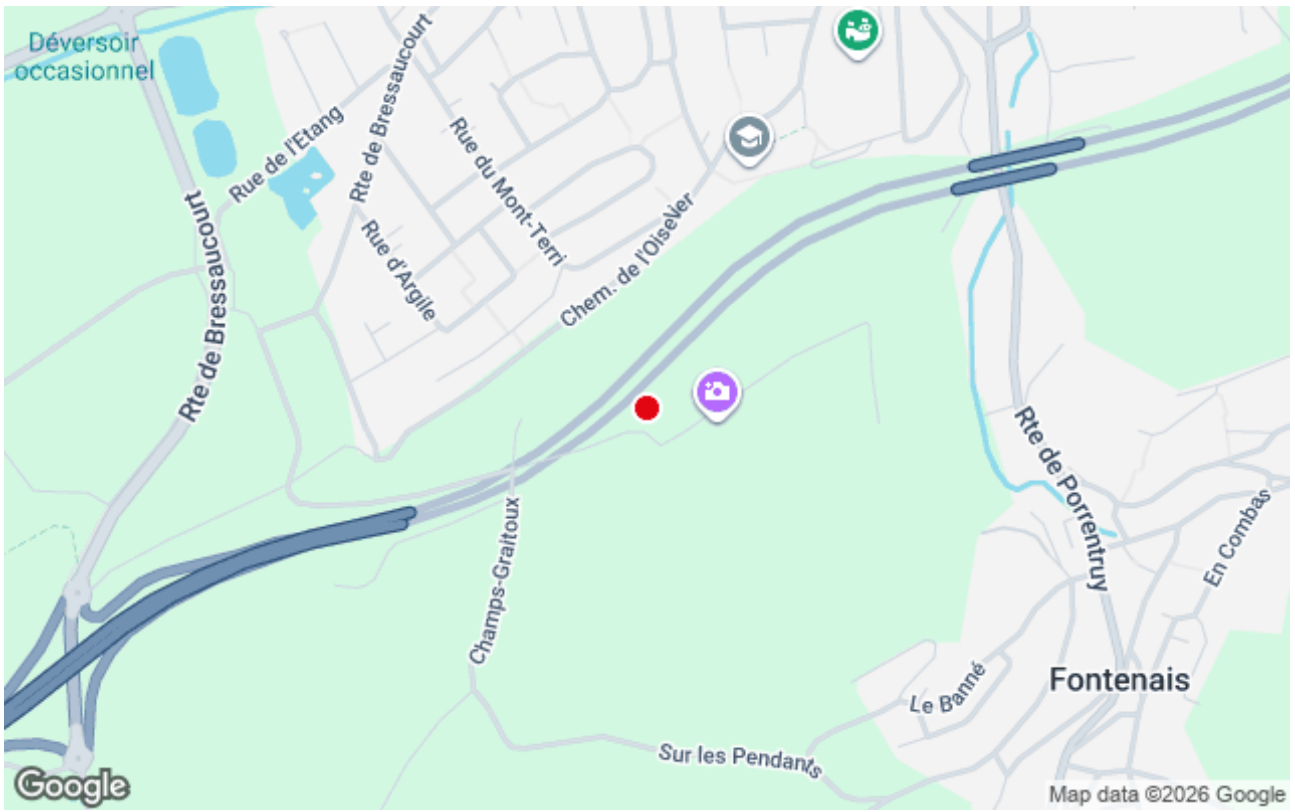 Déversoir
occasionnel
Rue de l'Etang
Rte de Bressaucourt
Rue du Mont-Terri
Rte de Bressaucourt
Rue d'Argile
Chem. de l'OiseVer
Rte de Porrentruy
En Combas
Champs-Graitoux
Fontenais
Le Banné
Sur les Pendants
Google
Map data ©2026 Google